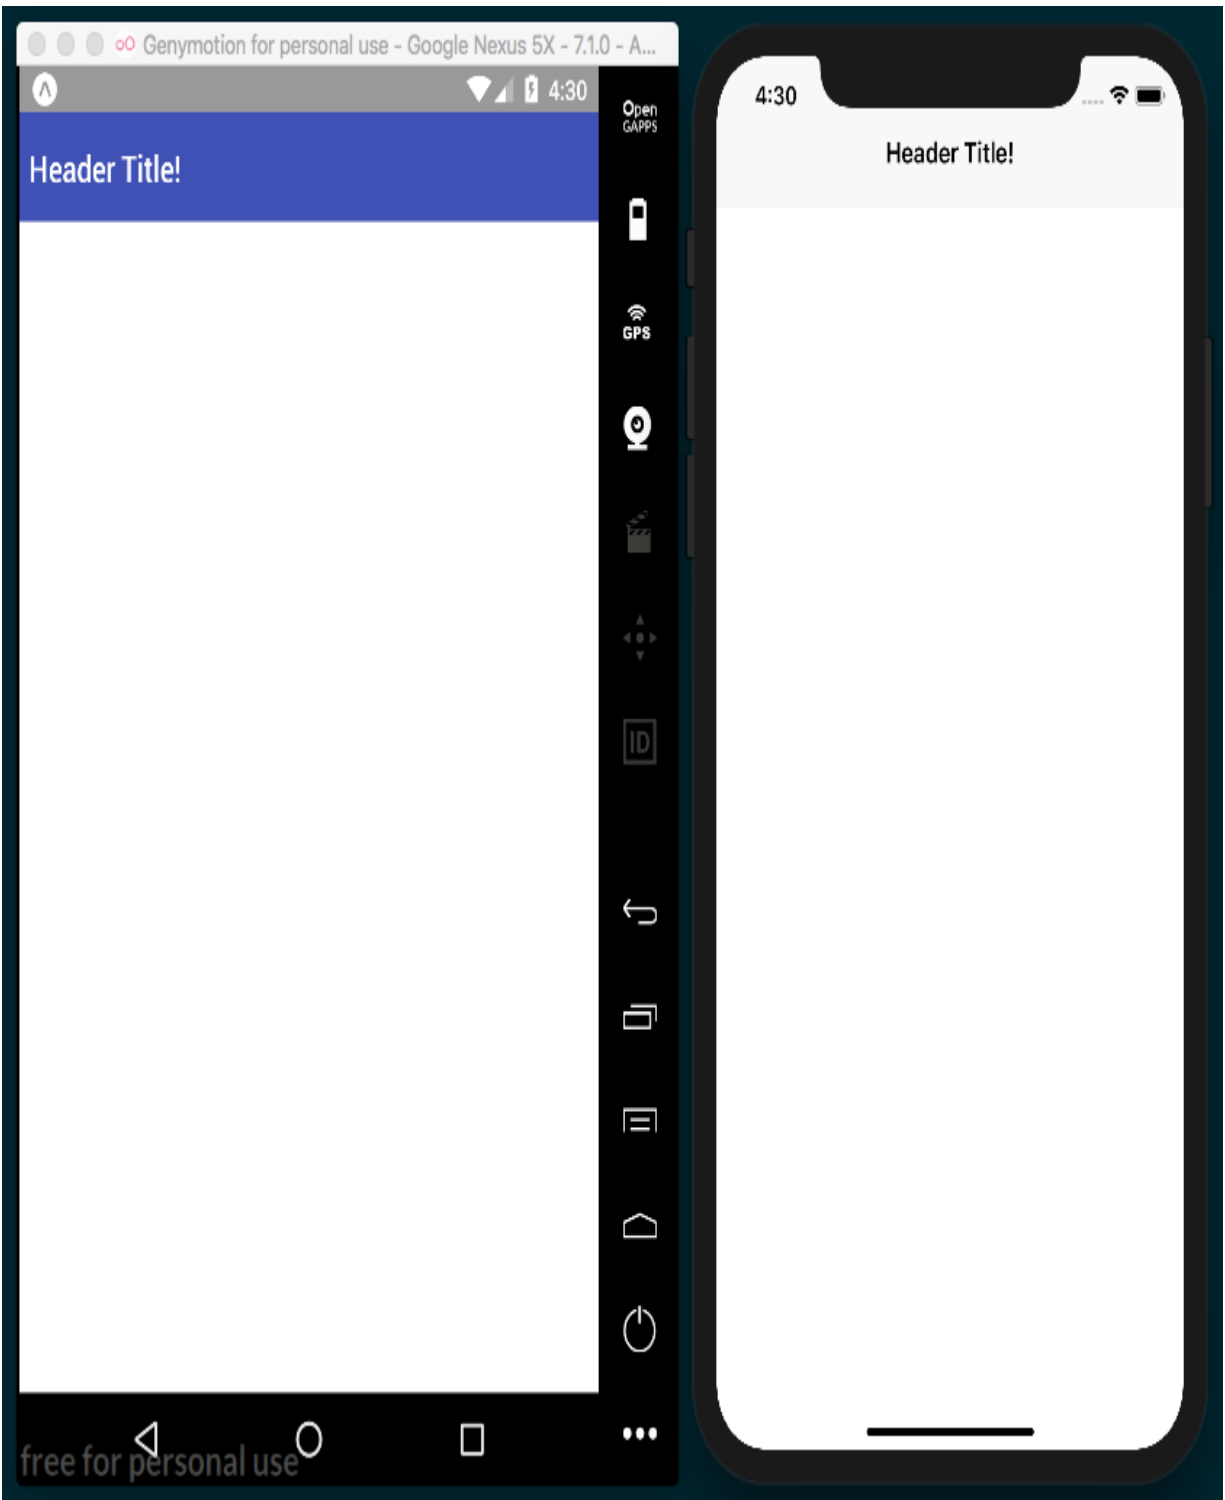 Genymotion for personal use - Google Nexus 5X - 7.1.0 - A...
4:30
Header Title!
Open
GAPPS
GPS
ID
free for personal use
4:30
Header Title!